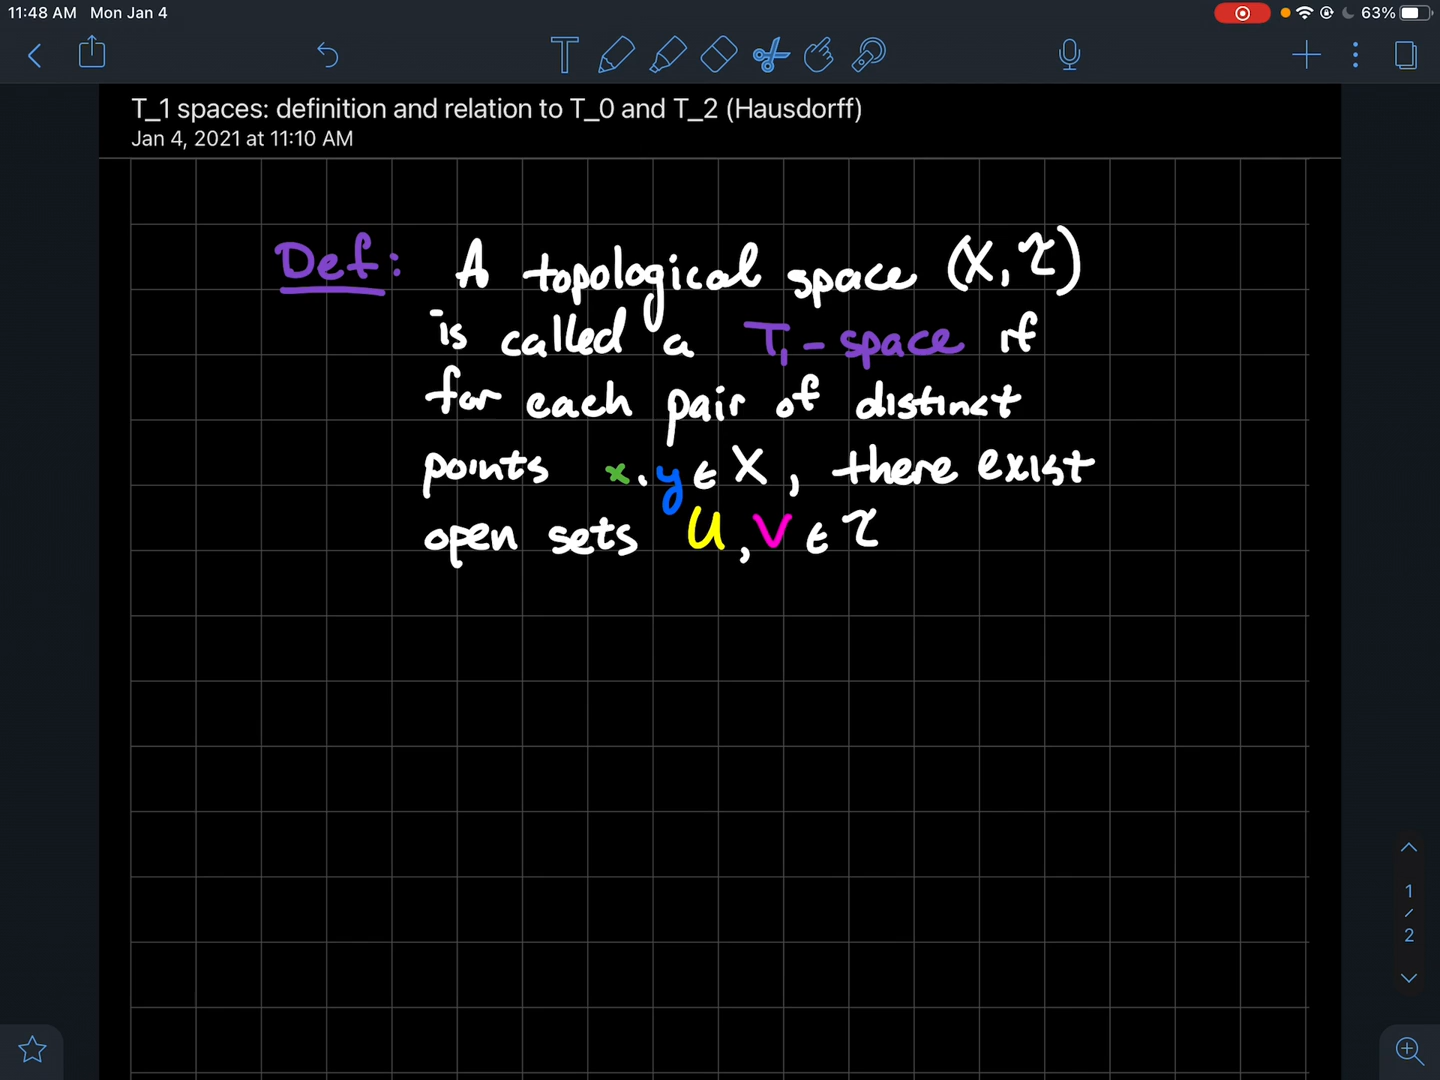 11:48 AM Mon Jan 4
63%
T_1 spaces: definition and relation to T_0 and T_2 (Hausdorff)
Jan 4, 2021 at 11:10 AM
Def: A topological space (X, τ)
is called a T₁-space if
for each pair of distinct
points x, y ∈ X, there exist
open sets U, V ∈ τ
1
/
2